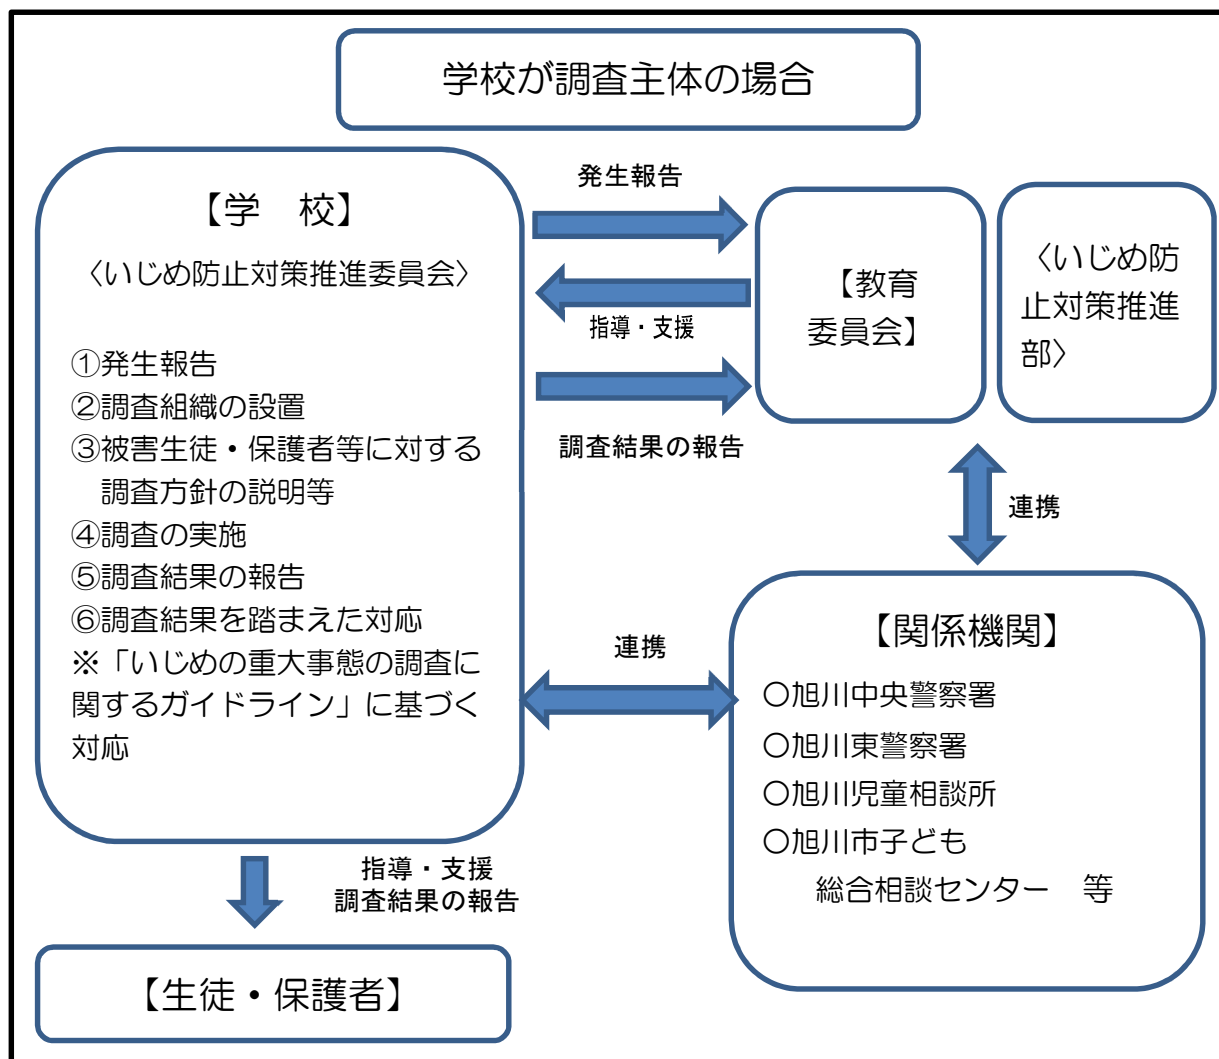 学校が調査主体の場合
【学　校】
〈いじめ防止対策推進委員会〉
①発生報告
②調査組織の設置
③被害生徒・保護者等に対する
調査方針の説明等
④調査の実施
⑤調査結果の報告
⑥調査結果を踏まえた対応
※「いじめの重大事態の調査に
関するガイドライン」に基づく
対応
発生報告
指導・支援
調査結果の報告
【教育
委員会】
〈いじめ防
止対策推進
部〉
連携
連携
【関係機関】
〇旭川中央警察署
〇旭川東警察署
〇旭川児童相談所
〇旭川市子ども
総合相談センター　等
指導・支援
調査結果の報告
【生徒・保護者】